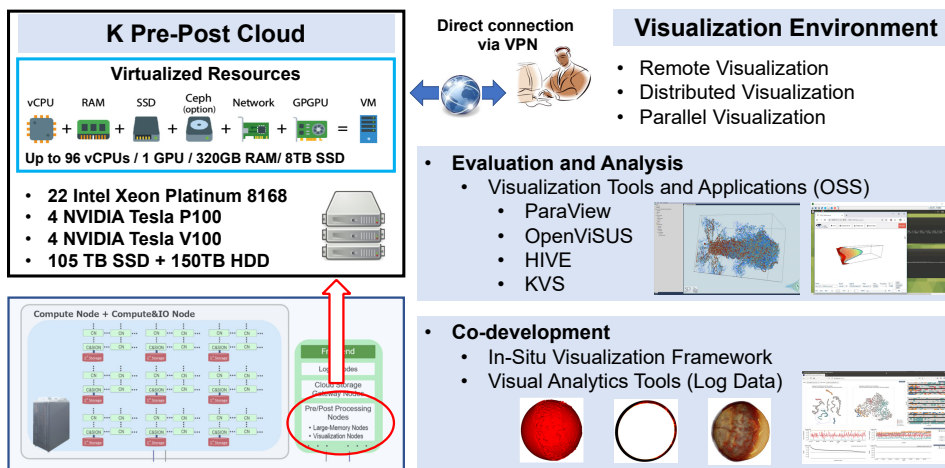 K Pre-Post Cloud
Virtualized Resources
vCPU
RAM
SSD
Ceph
(option)
Network
GPGPU
VM
+ + + + + =
Up to 96 vCPUs / 1 GPU / 320GB RAM/ 8TB SSD
• 22 Intel Xeon Platinum 8168
• 4 NVIDIA Tesla P100
• 4 NVIDIA Tesla V100
• 105 TB SSD + 150TB HDD
Direct connection
via VPN
Visualization Environment
• Remote Visualization
• Distributed Visualization
• Parallel Visualization
• Evaluation and Analysis
• Visualization Tools and Applications (OSS)
• ParaView
• OpenViSUS
• HIVE
• KVS
• Co-development
• In-Situ Visualization Framework
• Visual Analytics Tools (Log Data)
Compute Node + Compute&IO Node
Cloud Storage
Gateway Nodes
Pre/Post Processing
Nodes
• Large-Memory Nodes
• Visualization Nodes